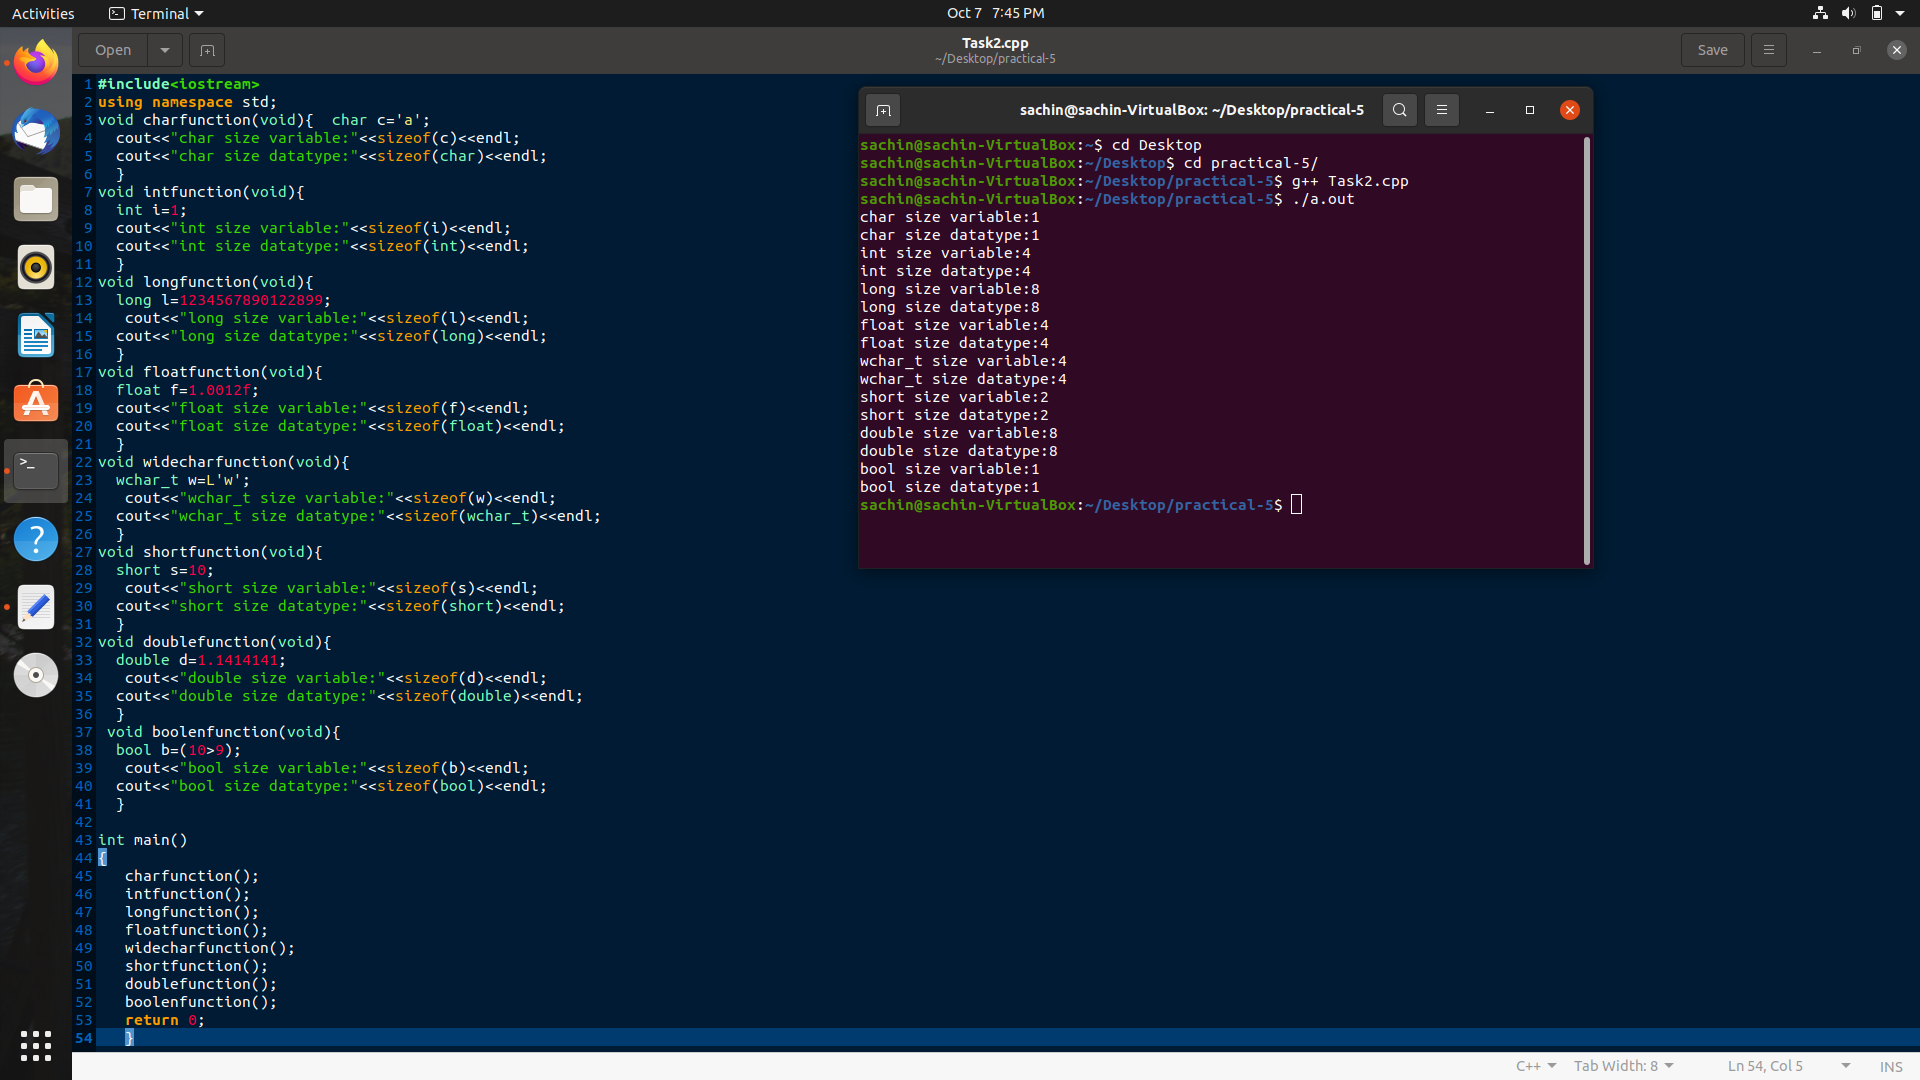 Activities
Terminal
Oct 7 7:45 PM
Open
Task2.cpp
~/Desktop/practical-5
Save
1 #include<iostream>
2 using namespace std;
3 void charfunction(void){  char c='a';
4   cout<<"char size variable:"<<sizeof(c)<<endl;
5   cout<<"char size datatype:"<<sizeof(char)<<endl;
6   }
7 void intfunction(void){
8   int i=1;
9   cout<<"int size variable:"<<sizeof(i)<<endl;
10   cout<<"int size datatype:"<<sizeof(int)<<endl;
11   }
12 void longfunction(void){
13   long l=1234567890122899;
14    cout<<"long size variable:"<<sizeof(l)<<endl;
15   cout<<"long size datatype:"<<sizeof(long)<<endl;
16   }
17 void floatfunction(void){
18   float f=1.0012f;
19   cout<<"float size variable:"<<sizeof(f)<<endl;
20   cout<<"float size datatype:"<<sizeof(float)<<endl;
21   }
22 void widecharfunction(void){
23   wchar_t w=L'w';
24    cout<<"wchar_t size variable:"<<sizeof(w)<<endl;
25   cout<<"wchar_t size datatype:"<<sizeof(wchar_t)<<endl;
26   }
27 void shortfunction(void){
28   short s=10;
29    cout<<"short size variable:"<<sizeof(s)<<endl;
30   cout<<"short size datatype:"<<sizeof(short)<<endl;
31   }
32 void doublefunction(void){
33   double d=1.1414141;
34    cout<<"double size variable:"<<sizeof(d)<<endl;
35   cout<<"double size datatype:"<<sizeof(double)<<endl;
36   }
37  void boolenfunction(void){
38   bool b=(10>9);
39    cout<<"bool size variable:"<<sizeof(b)<<endl;
40   cout<<"bool size datatype:"<<sizeof(bool)<<endl;
41   }
42
43 int main()
44 {
45    charfunction();
46    intfunction();
47    longfunction();
48    floatfunction();
49    widecharfunction();
50    shortfunction();
51    doublefunction();
52    boolenfunction();
53    return 0;
54    }
sachin@sachin-VirtualBox: ~/Desktop/practical-5
sachin@sachin-VirtualBox:~$ cd Desktop
sachin@sachin-VirtualBox:~/Desktop$ cd practical-5/
sachin@sachin-VirtualBox:~/Desktop/practical-5$ g++ Task2.cpp
sachin@sachin-VirtualBox:~/Desktop/practical-5$ ./a.out
char size variable:1
char size datatype:1
int size variable:4
int size datatype:4
long size variable:8
long size datatype:8
float size variable:4
float size datatype:4
wchar_t size variable:4
wchar_t size datatype:4
short size variable:2
short size datatype:2
double size variable:8
double size datatype:8
bool size variable:1
bool size datatype:1
sachin@sachin-VirtualBox:~/Desktop/practical-5$
C++
Tab Width: 8
Ln 54, Col 5
INS